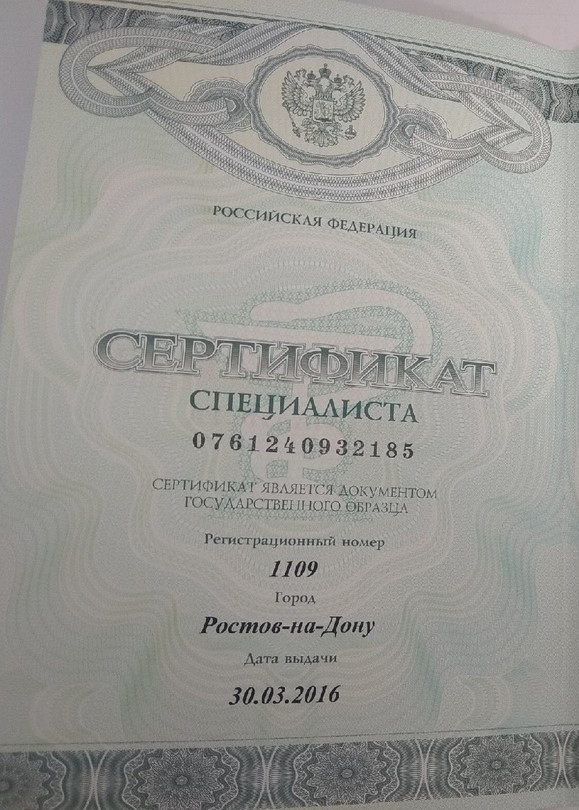 РОССИЙСКАЯ ФЕДЕРАЦИЯ
СЕРТИФИКАТ
СПЕЦИАЛИСТА
0761240932185
СЕРТИФИКАТ ЯВЛЯЕТСЯ ДОКУМЕНТОМ
ГОСУДАРСТВЕННОГО ОБРАЗЦА
Регистрационный номер
1109
Город
Ростов-на-Дону
Дата выдачи
30.03.2016